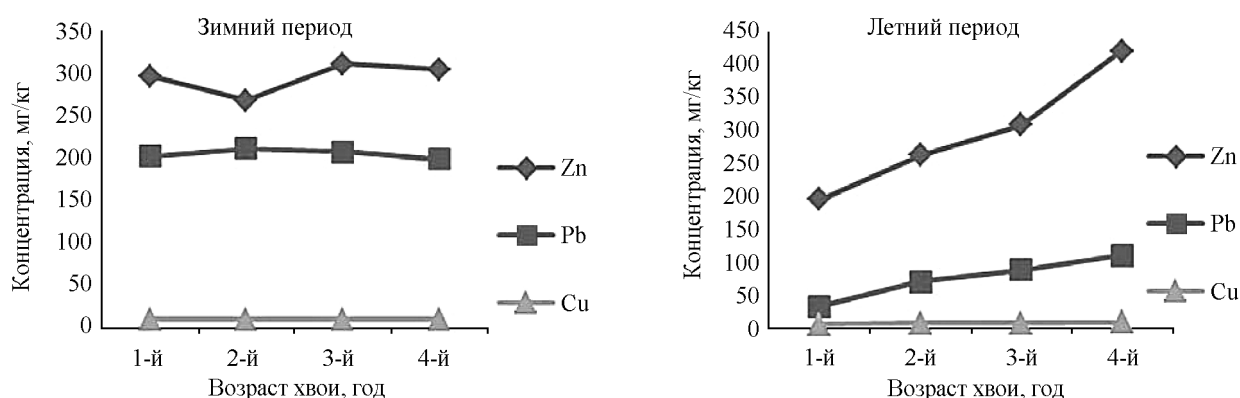 Зимний период
350
300
250
200
150
100
50
0
Концентрация, мг/кг
1-й 2-й 3-й 4-й
Возраст хвои, год
Zn
Pb
Cu
Летний период
450
400
350
300
250
200
150
100
50
0
Концентрация, мг/кг
1-й 2-й 3-й 4-й
Возраст хвои, год
Zn
Pb
Cu